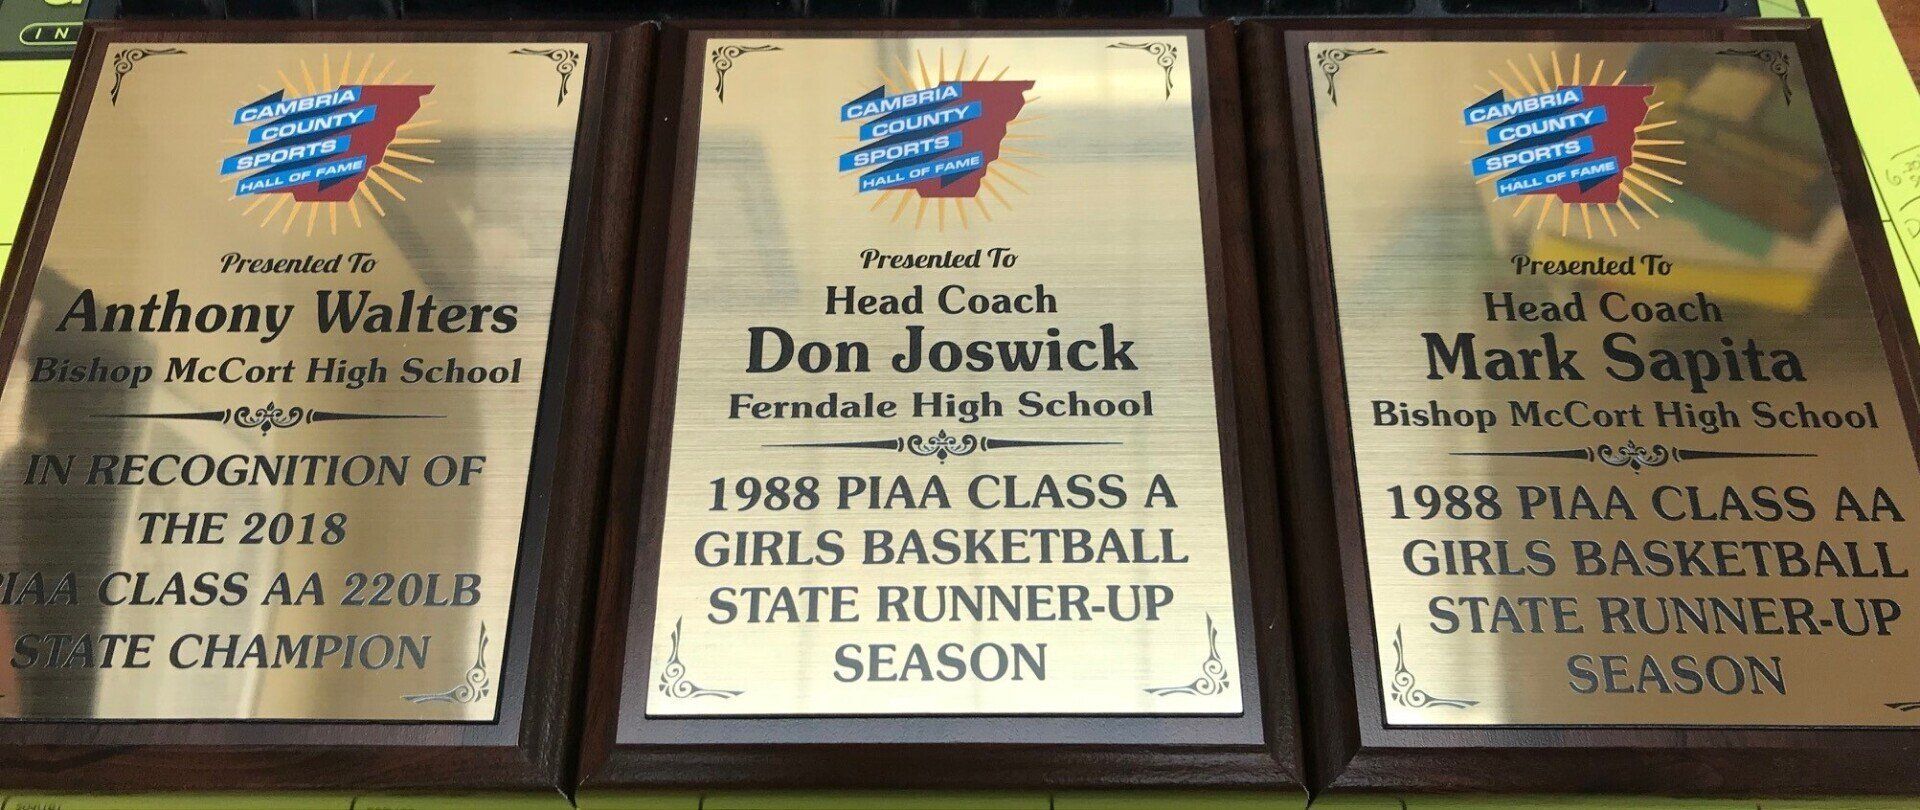 IN
CAMBRIA
COUNTY
SPORTS
HALL OF FAME
Presented To
Anthony Walters
Bishop McCort High School
IN RECOGNITION OF
THE 2018
PIAA CLASS AA 220LB
STATE CHAMPION
CAMBRIA
COUNTY
SPORTS
HALL OF FAME
Presented To
Head Coach
Don Joswick
Ferndale High School
1988 PIAA CLASS A
GIRLS BASKETBALL
STATE RUNNER-UP
SEASON
CAMBRIA
COUNTY
SPORTS
HALL OF FAME
Presented To
Head Coach
Mark Sapita
Bishop McCort High School
1988 PIAA CLASS AA
GIRLS BASKETBALL
STATE RUNNER-UP
SEASON